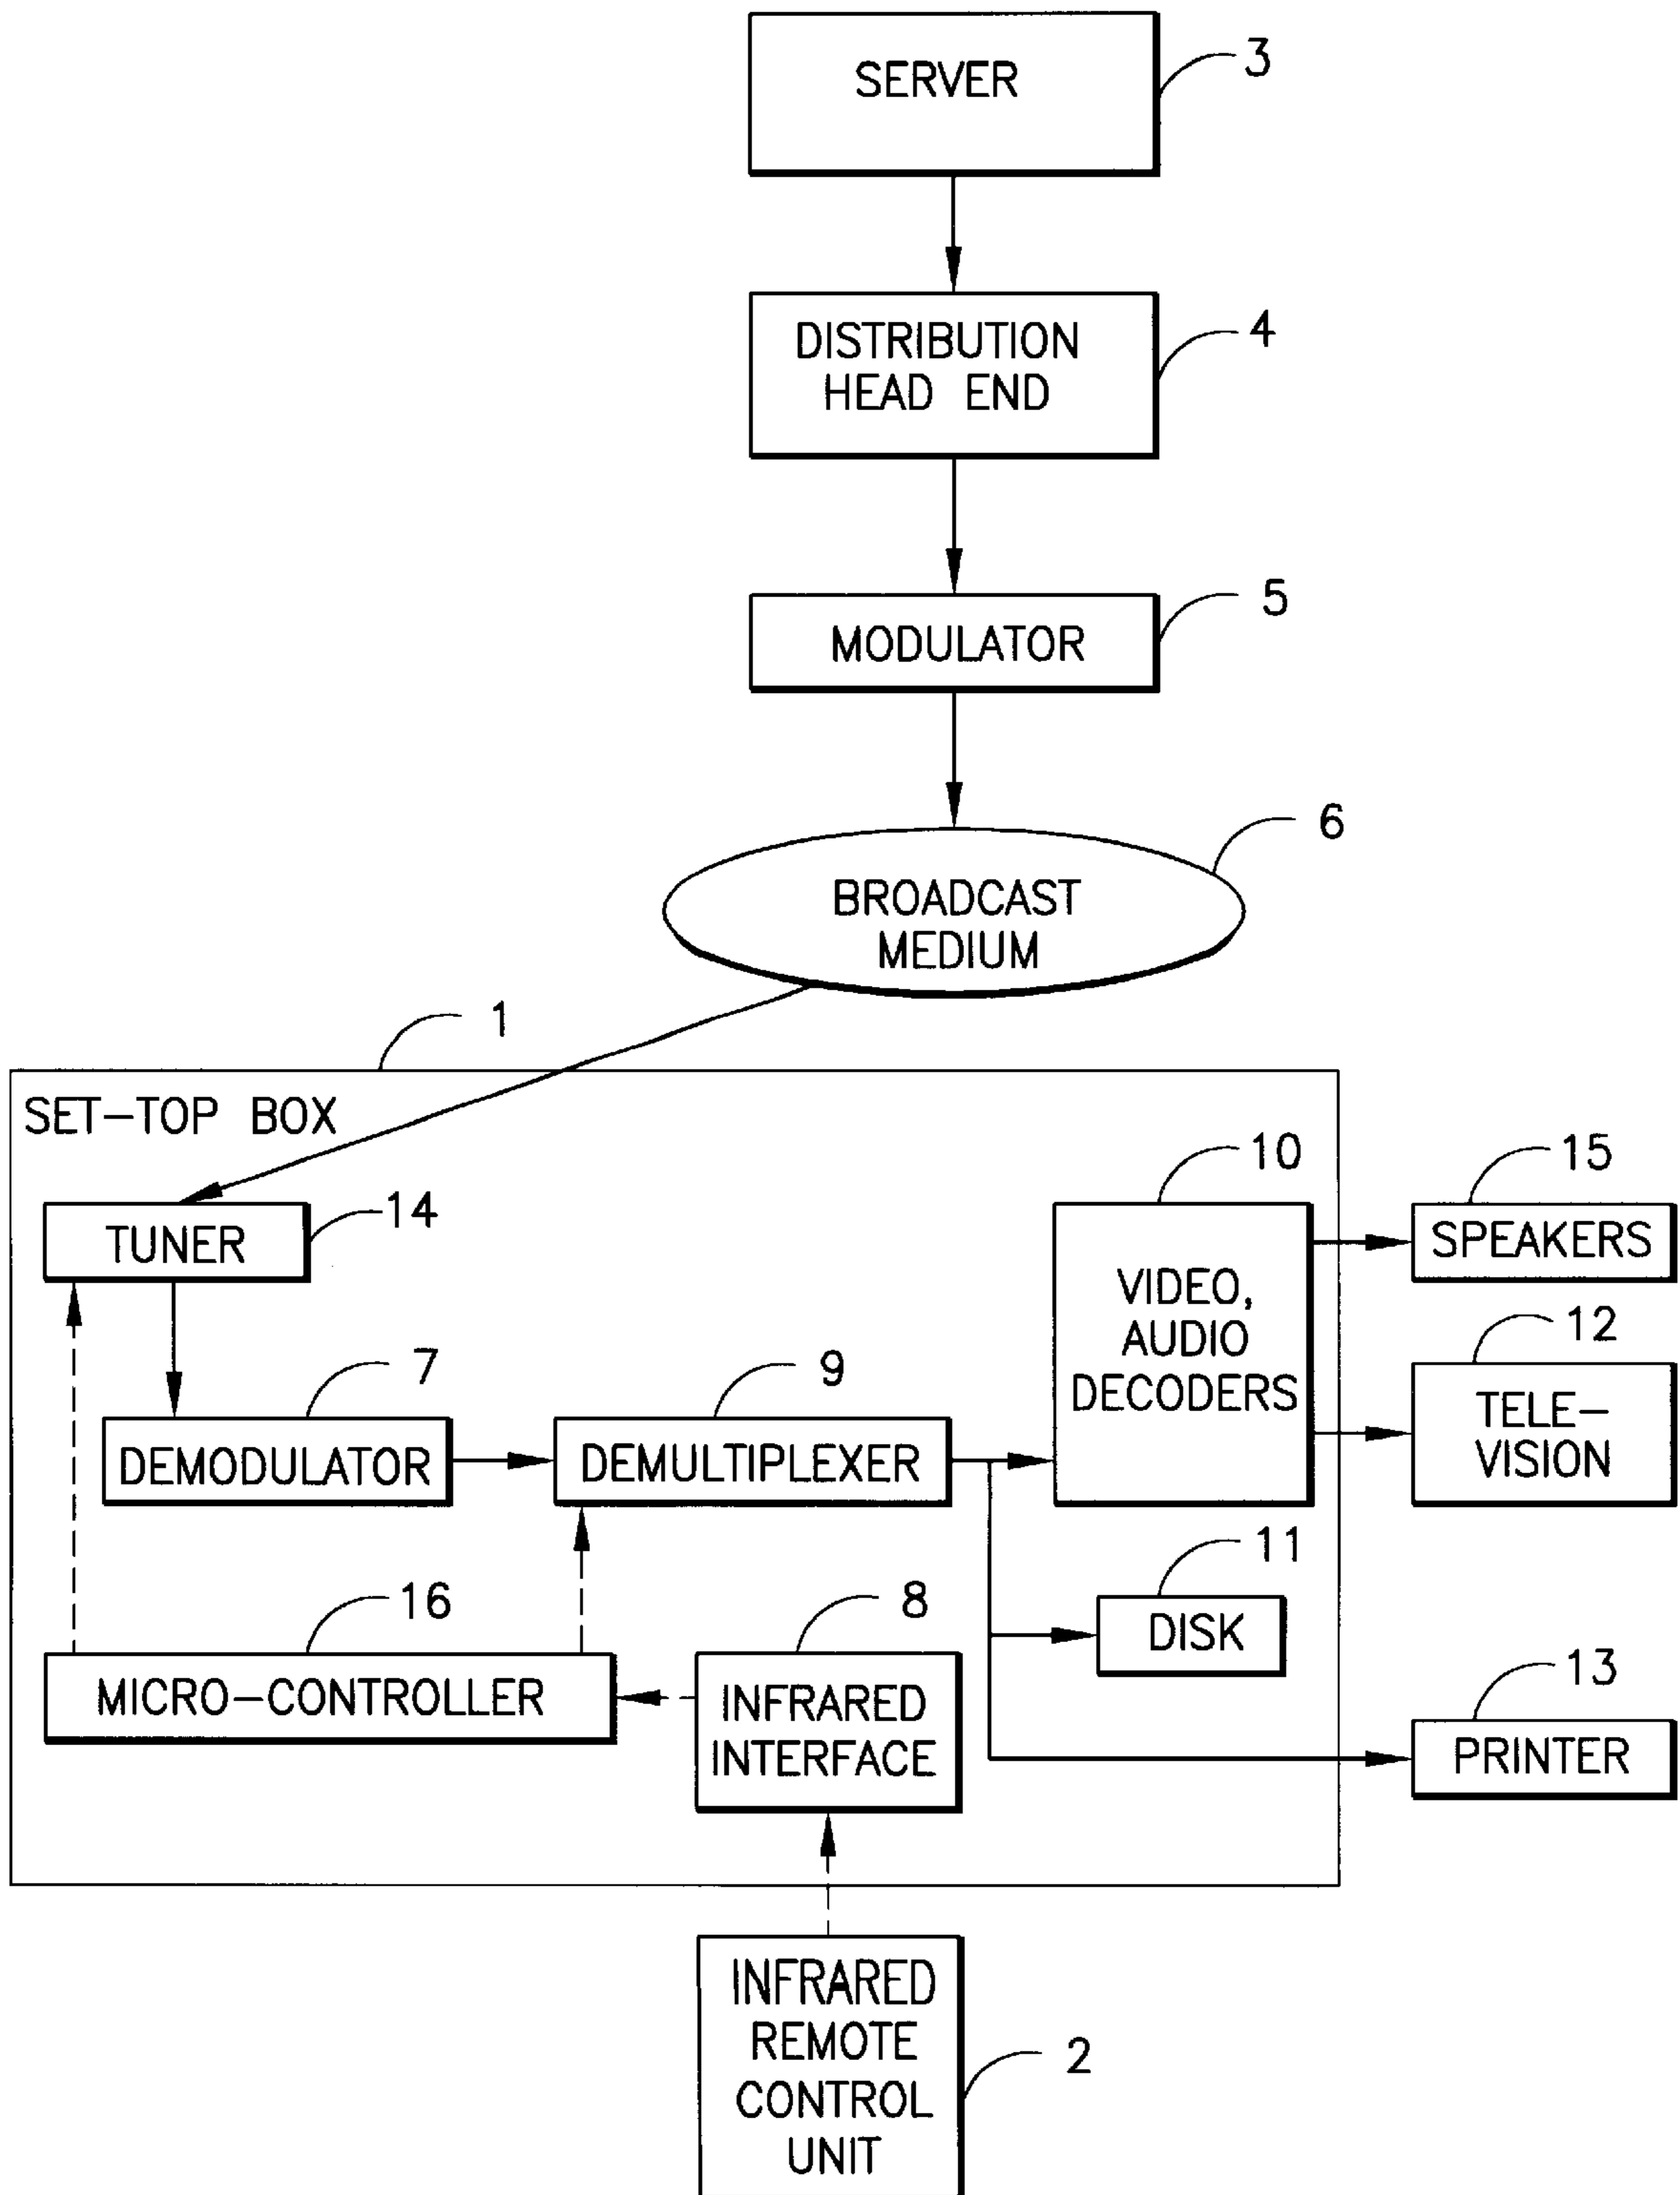 SERVER
3
DISTRIBUTION
HEAD END
4
MODULATOR
5
BROADCAST
MEDIUM
6
1
SET-TOP BOX
TUNER
14
10
VIDEO,
AUDIO
DECODERS
15
SPEAKERS
12
TELE-
VISION
7
DEMODULATOR
9
DEMULTIPLEXER
11
DISK
16
MICRO-CONTROLLER
8
INFRARED
INTERFACE
13
PRINTER
INFRARED
REMOTE
CONTROL
UNIT
2